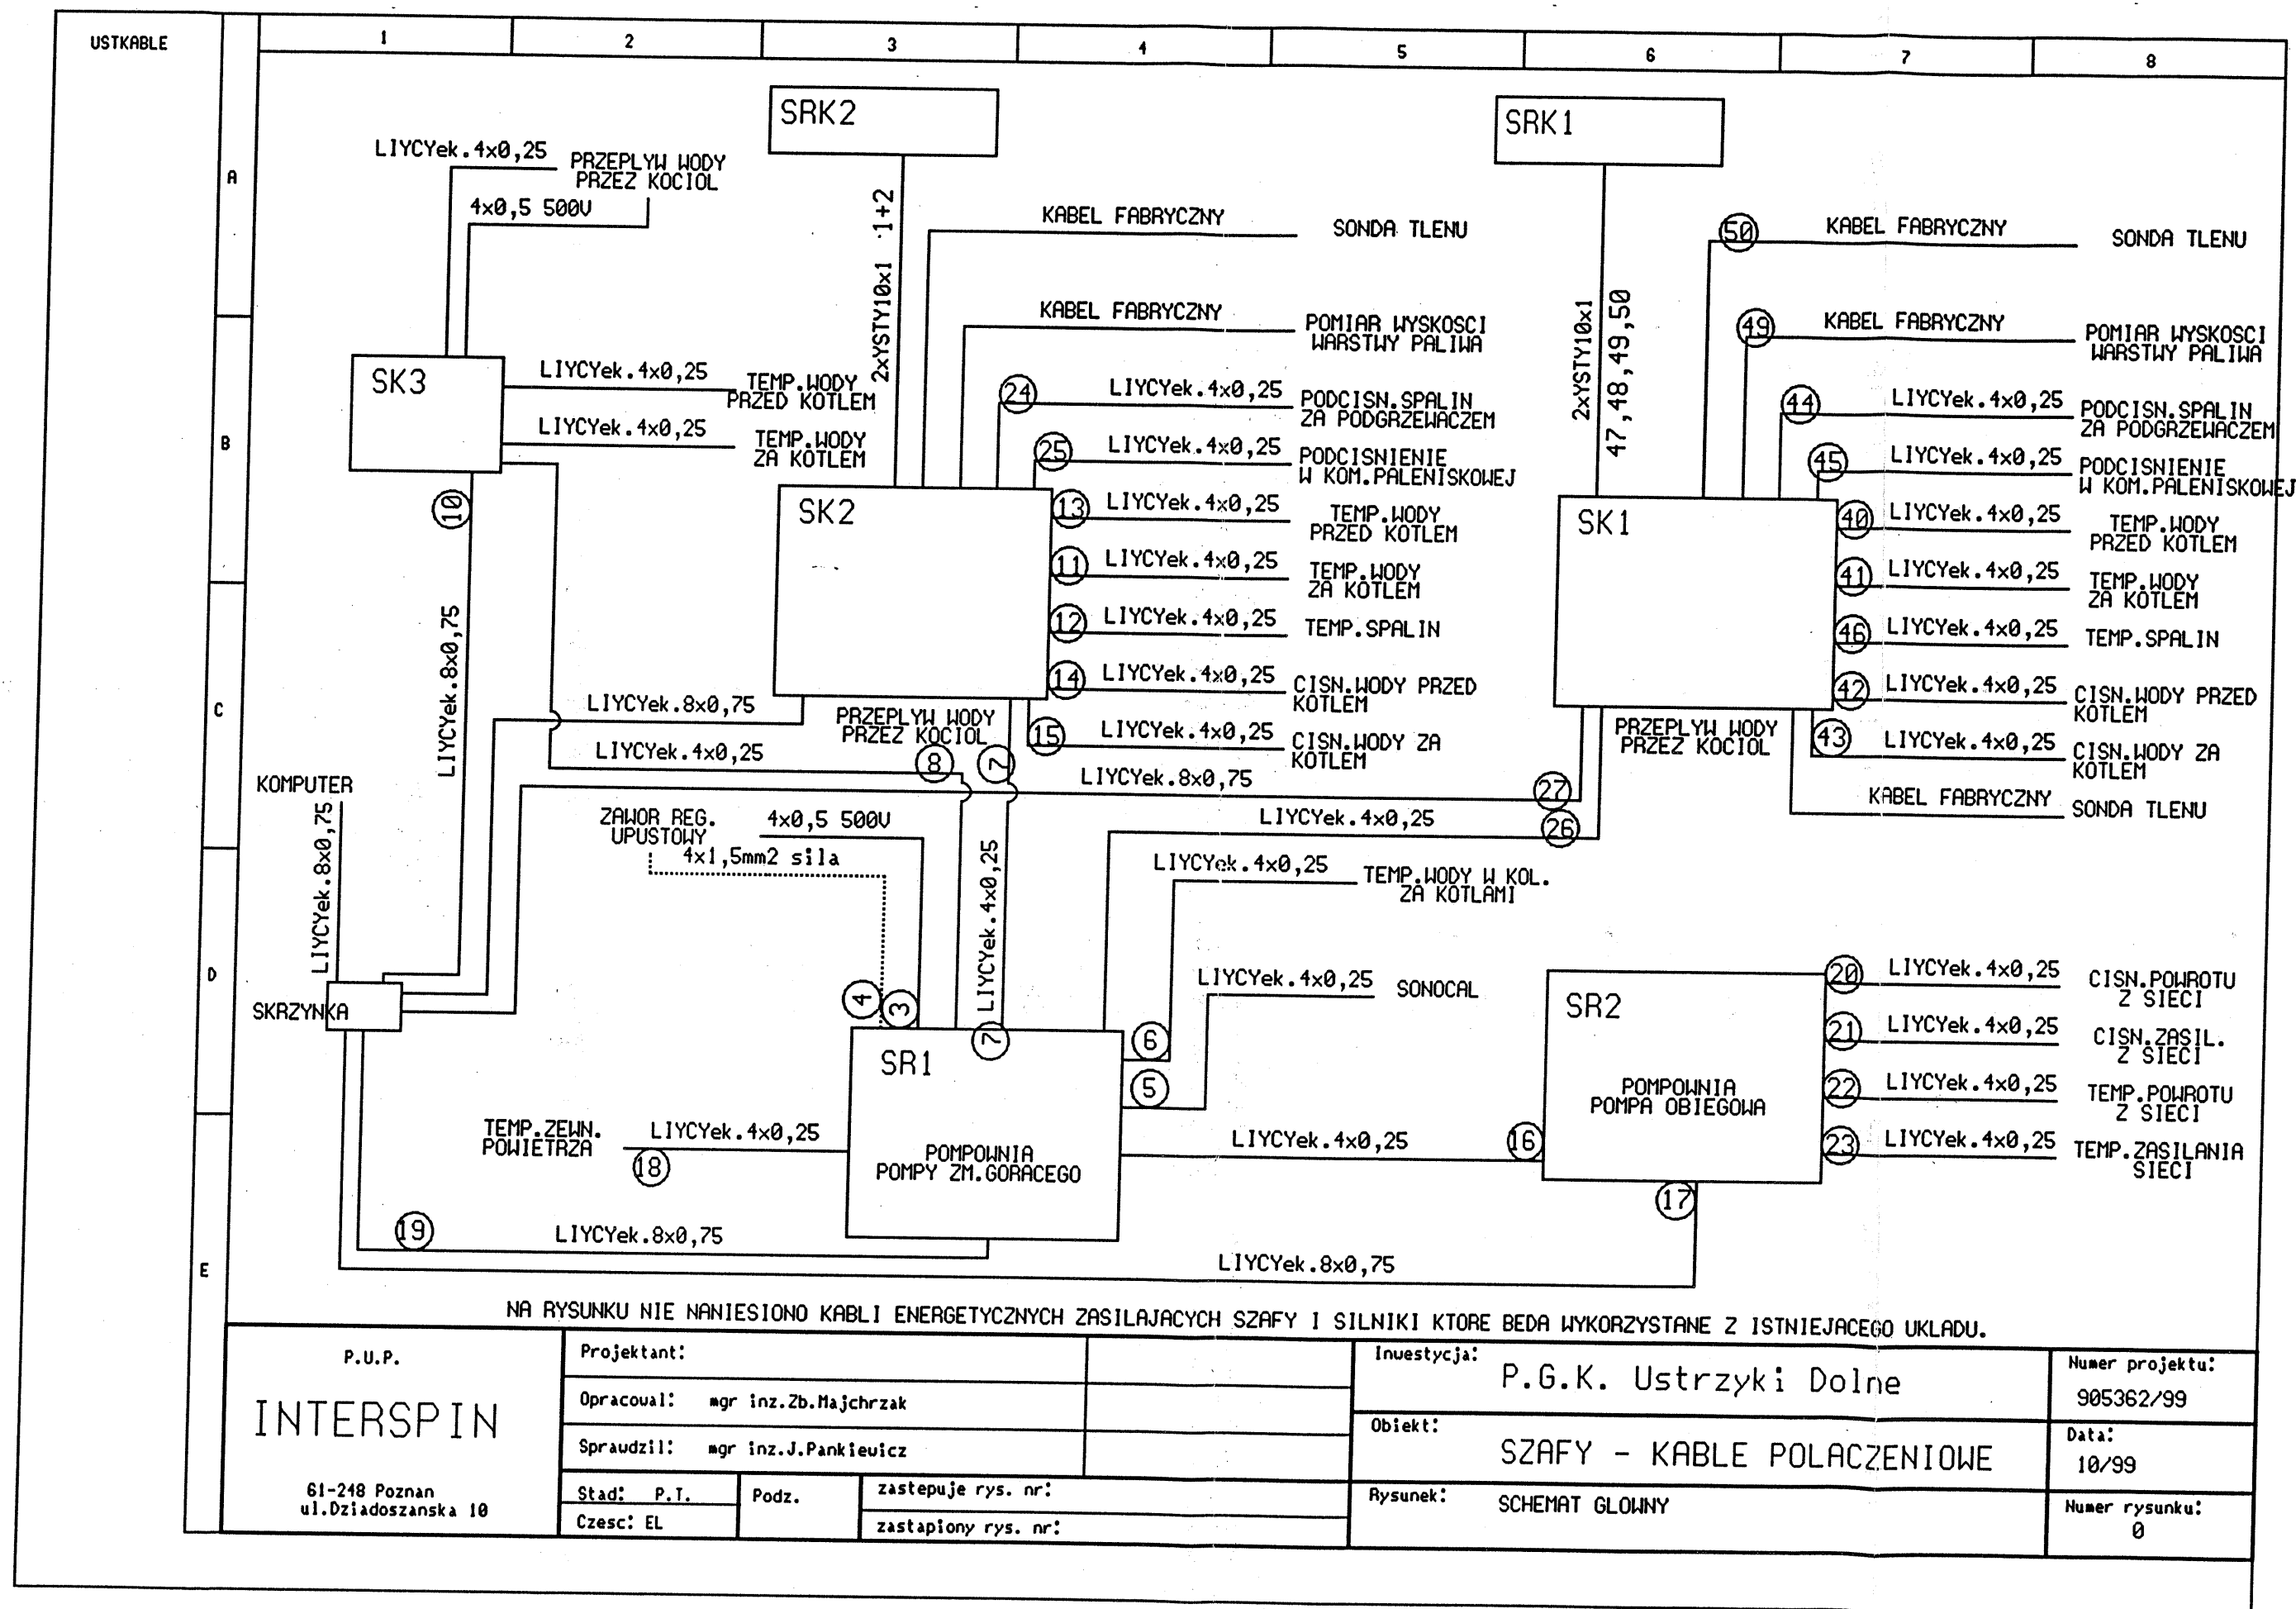 USTKABLE
1 2 3 4 5 6 7 8
A
B
C
D
E
SRK2
SRK1
LIYCYek.4x0,25
PRZEPLYW WODY
PRZEZ KOCIOL
4x0,5 500V
2xYSTY10x1 1+2
KABEL FABRYCZNY
SONDA TLENU
KABEL FABRYCZNY
POMIAR WYSKOSCI
WARSTWY PALIWA
2xYSTY10x1
47,48,49,50
50
KABEL FABRYCZNY
SONDA TLENU
49
KABEL FABRYCZNY
POMIAR WYSKOSCI
WARSTWY PALIWA
SK3
LIYCYek.4x0,25
TEMP.WODY
PRZED KOTLEM
LIYCYek.4x0,25
TEMP.WODY
ZA KOTLEM
10
LIYCYek.8x0,75
24
LIYCYek.4x0,25
PODCISN.SPALIN
ZA PODGRZEWACZEM
25
LIYCYek.4x0,25
PODCISNIENIE
W KOM.PALENISKOWEJ
SK2
13
LIYCYek.4x0,25
TEMP.WODY
PRZED KOTLEM
11
LIYCYek.4x0,25
TEMP.WODY
ZA KOTLEM
12
LIYCYek.4x0,25
TEMP.SPALIN
14
LIYCYek.4x0,25
CISN.WODY PRZED
KOTLEM
15
LIYCYek.4x0,25
CISN.WODY ZA
KOTLEM
44
LIYCYek.4x0,25
PODCISN.SPALIN
ZA PODGRZEWACZEM
45
LIYCYek.4x0,25
PODCISNIENIE
W KOM.PALENISKOWEJ
SK1
40
LIYCYek.4x0,25
TEMP.WODY
PRZED KOTLEM
41
LIYCYek.4x0,25
TEMP.WODY
ZA KOTLEM
46
LIYCYek.4x0,25
TEMP.SPALIN
42
LIYCYek.4x0,25
CISN.WODY PRZED
KOTLEM
43
LIYCYek.4x0,25
CISN.WODY ZA
KOTLEM
KABEL FABRYCZNY
SONDA TLENU
LIYCYek.8x0,75
PRZEPLYW WODY
PRZEZ KOCIOL
LIYCYek.4x0,25
8
7
PRZEPLYW WODY
PRZEZ KOCIOL
LIYCYek.8x0,75
27
LIYCYek.4x0,25
26
KOMPUTER
LIYCYek.8x0,75
SKRZYNKA
ZAWOR REG.
UPUSTOWY
4x0,5 500V
4x1,5mm2 sila
LIYCYek.4x0,25
LIYCYek.4x0,25
TEMP.WODY W KOL.
ZA KOTLAMI
LIYCYek.4x0,25
SONOCAL
4
3
7
6
5
SR1
POMPOWNIA
POMPY ZM.GORACEGO
TEMP.ZEWN.
POWIETRZA
LIYCYek.4x0,25
18
LIYCYek.4x0,25
16
SR2
POMPOWNIA
POMPA OBIEGOWA
20
LIYCYek.4x0,25
CISN.POWROTU
Z SIECI
21
LIYCYek.4x0,25
CISN.ZASIL.
Z SIECI
22
LIYCYek.4x0,25
TEMP.POWROTU
Z SIECI
23
LIYCYek.4x0,25
TEMP.ZASILANIA
SIECI
17
19
LIYCYek.8x0,75
LIYCYek.8x0,75
NA RYSUNKU NIE NANIESIONO KABLI ENERGETYCZNYCH ZASILAJACYCH SZAFY I SILNIKI KTORE BEDA WYKORZYSTANE Z ISTNIEJACEGO UKLADU.
P.U.P.
INTERSPIN
61-248 Poznan
ul.Dziadoszanska 10
Projektant:
Opracowal: mgr inz.Zb.Majchrzak
Sprawdzil: mgr inz.J.Pankiewicz
Stad: P.T.
Czesc: EL
Podz.
zastepuje rys. nr:
zastapiony rys. nr:
Inwestycja:
P.G.K. Ustrzyki Dolne
Obiekt:
SZAFY - KABLE POLACZENIOWE
Rysunek: SCHEMAT GLOWNY
Numer projektu:
905362/99
Data:
10/99
Numer rysunku:
0